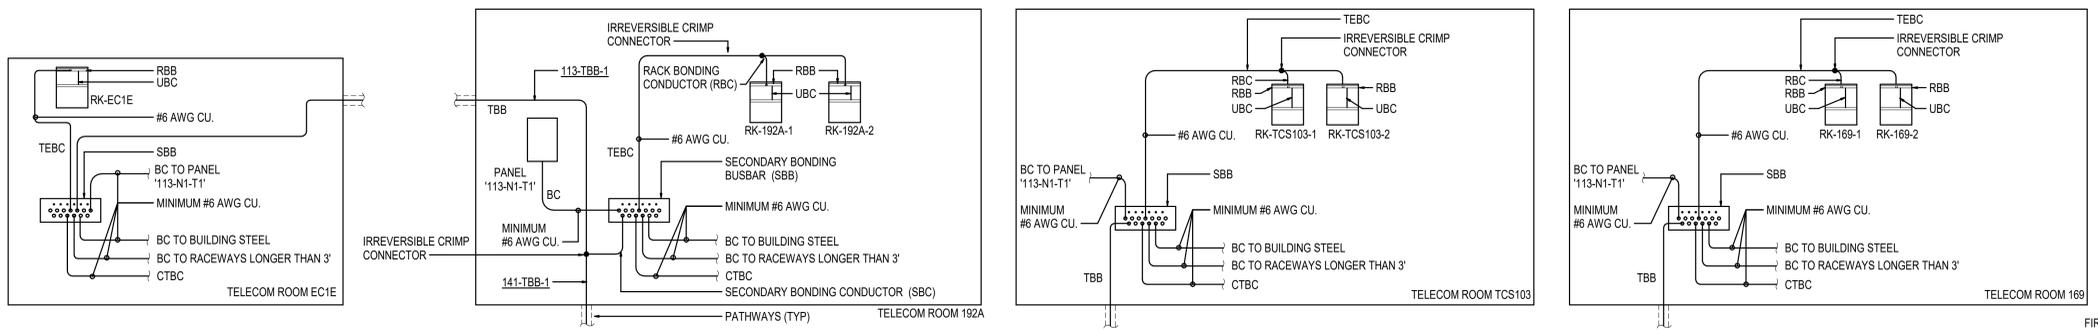 RBB
UBC
RK-EC1E
#6 AWG CU.
TEBC
SBB
BC TO PANEL
'113-N1-T1'
MINIMUM #6 AWG CU.
BC TO BUILDING STEEL
BC TO RACEWAYS LONGER THAN 3'
CTBC
TELECOM ROOM EC1E
IRREVERSIBLE CRIMP
CONNECTOR
113-TBB-1
TBB
RACK BONDING
CONDUCTOR (RBC)
RBB
UBC
RK-192A-1
RK-192A-2
#6 AWG CU.
TEBC
PANEL
'113-N1-T1'
BC
SECONDARY BONDING
BUSBAR (SBB)
MINIMUM
#6 AWG CU.
MINIMUM #6 AWG CU.
IRREVERSIBLE CRIMP
CONNECTOR
BC TO BUILDING STEEL
BC TO RACEWAYS LONGER THAN 3'
CTBC
141-TBB-1
SECONDARY BONDING CONDUCTOR (SBC)
PATHWAYS (TYP)
TELECOM ROOM 192A
TEBC
IRREVERSIBLE CRIMP
CONNECTOR
RBC
RBB
UBC
RBB
UBC
RK-TCS103-1
RK-TCS103-2
#6 AWG CU.
BC TO PANEL
'113-N1-T1'
SBB
MINIMUM
#6 AWG CU.
MINIMUM #6 AWG CU.
BC TO BUILDING STEEL
BC TO RACEWAYS LONGER THAN 3'
CTBC
TBB
TELECOM ROOM TCS103
TEBC
IRREVERSIBLE CRIMP
CONNECTOR
RBC
RBB
UBC
RBB
UBC
RK-169-1
RK-169-2
#6 AWG CU.
BC TO PANEL
'113-N1-T1'
SBB
MINIMUM
#6 AWG CU.
MINIMUM #6 AWG CU.
BC TO BUILDING STEEL
BC TO RACEWAYS LONGER THAN 3'
CTBC
TBB
TELECOM ROOM 169